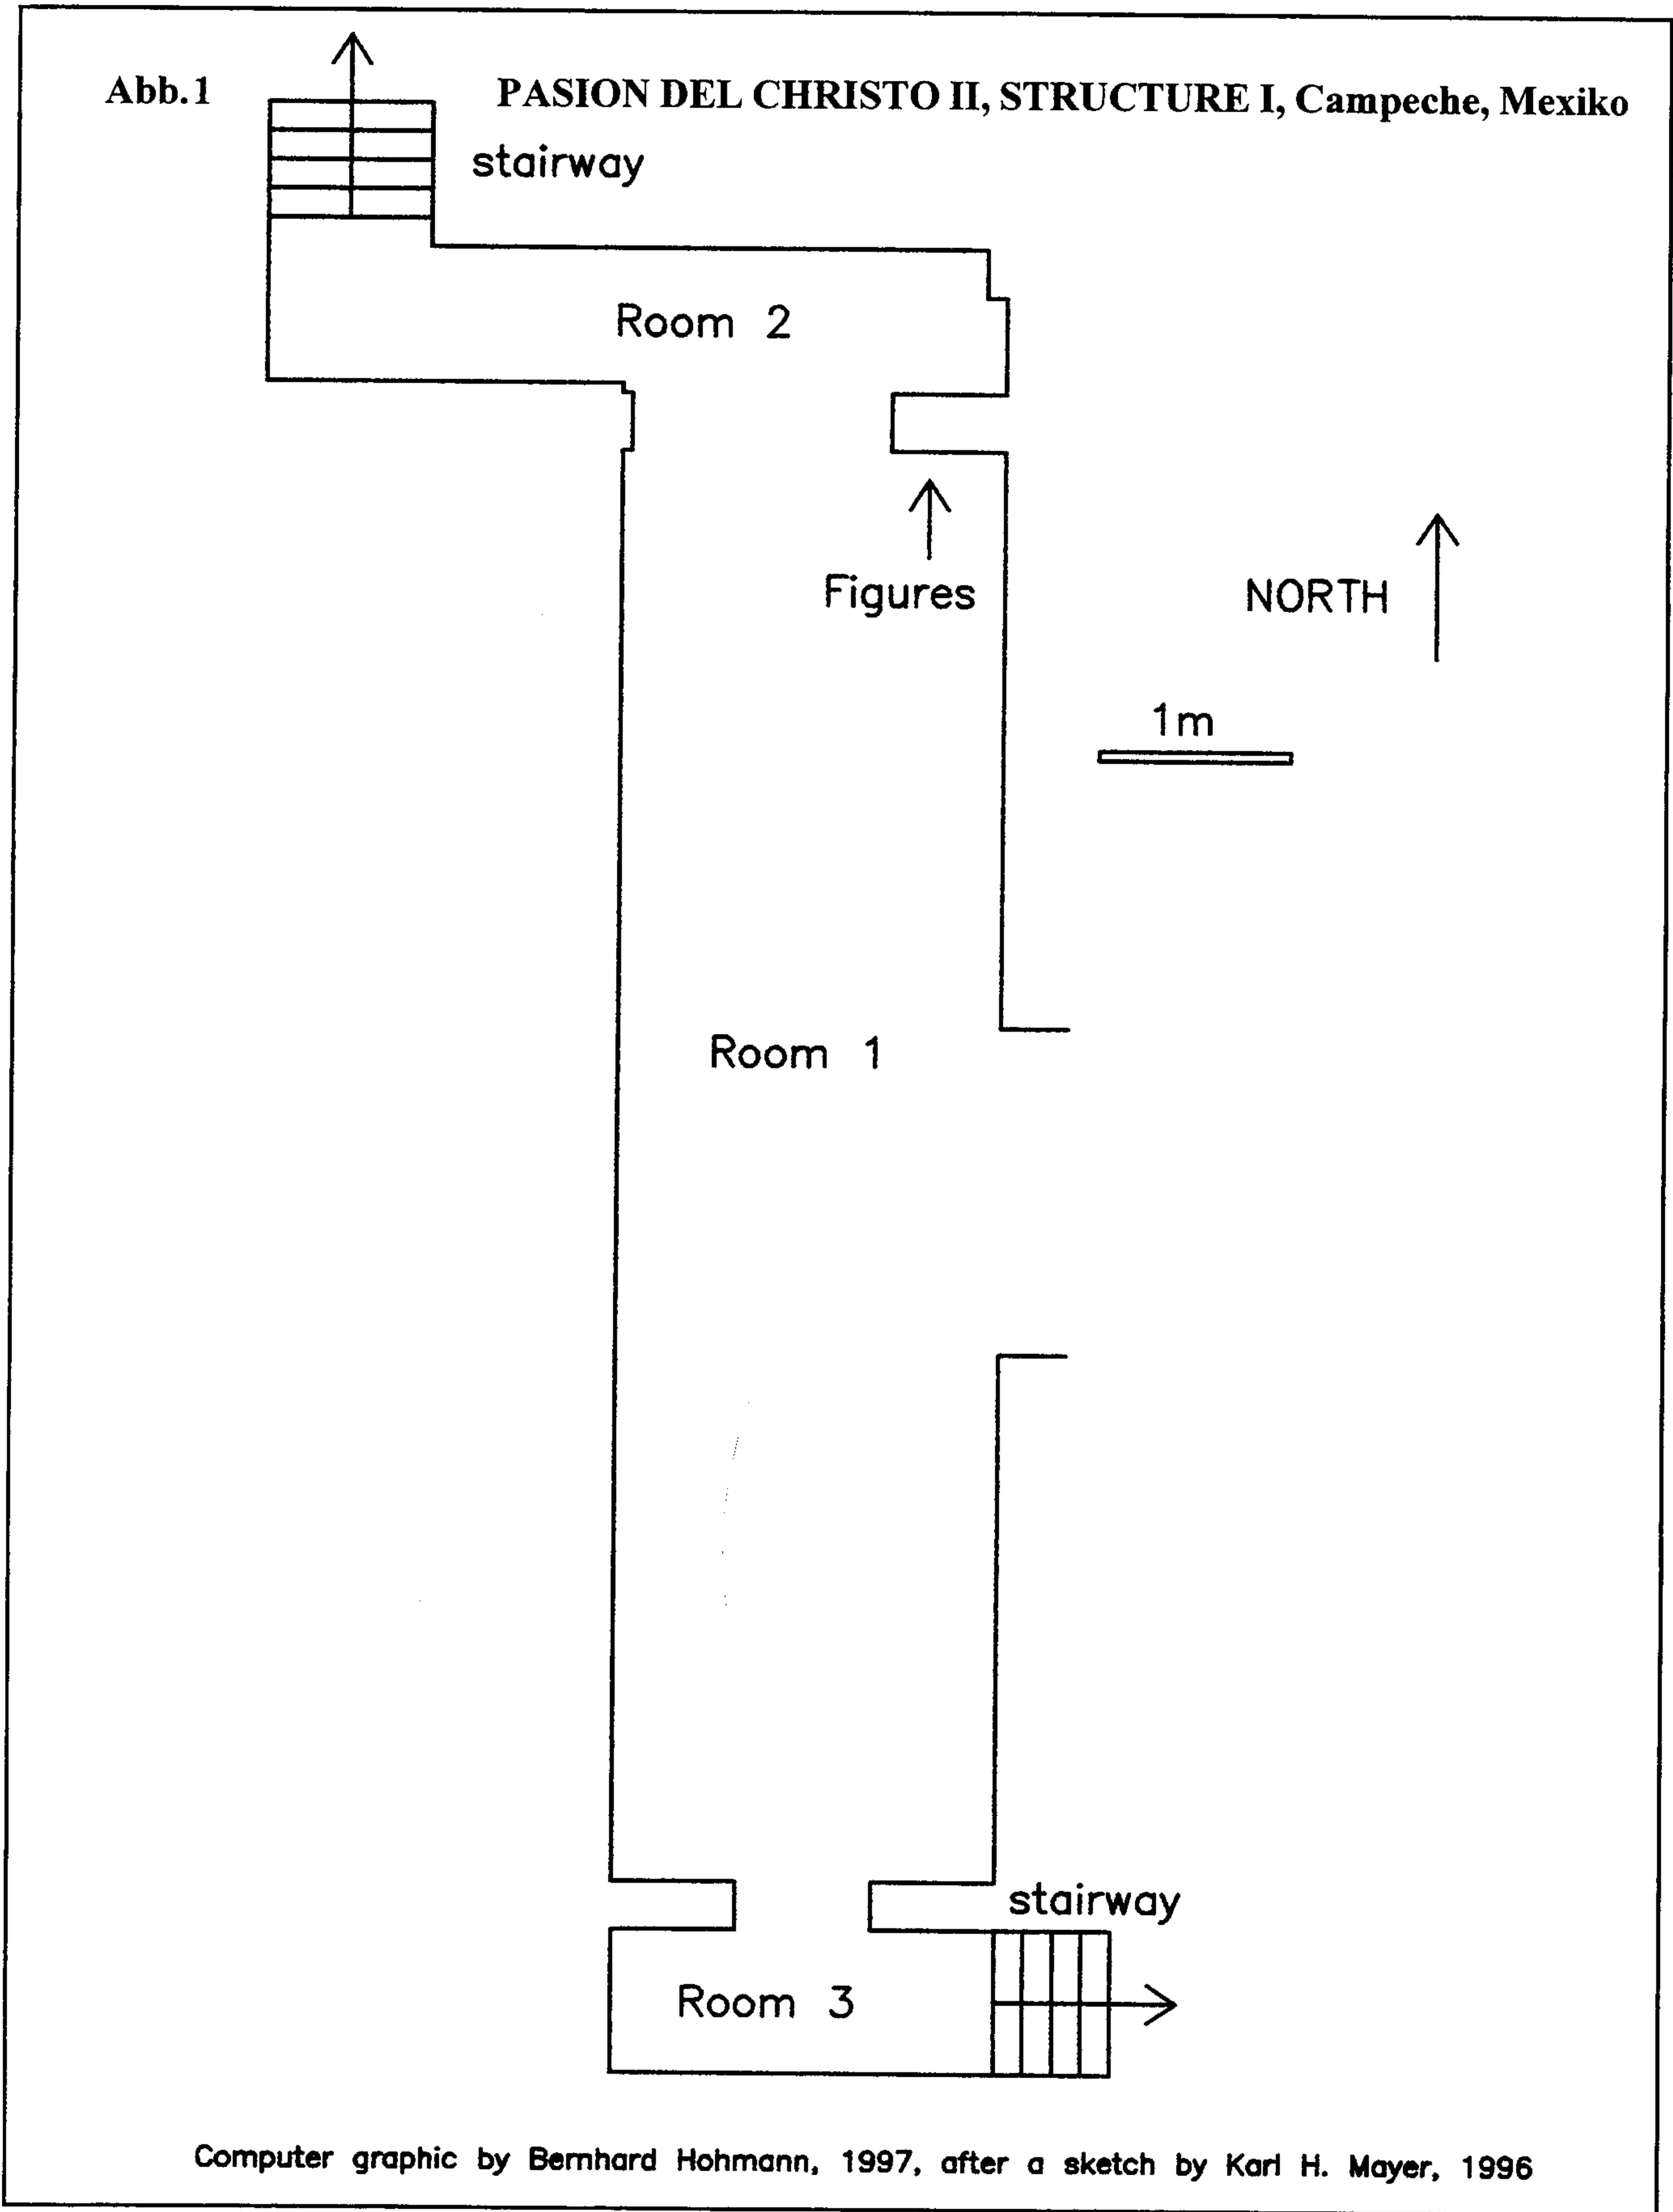 Abb.1
PASION DEL CHRISTO II, STRUCTURE I, Campeche, Mexiko
stairway
Room 2
Figures
NORTH
1m
Room 1
stairway
Room 3
Computer graphic by Bernhard Hohmann, 1997, after a sketch by Karl H. Mayer, 1996